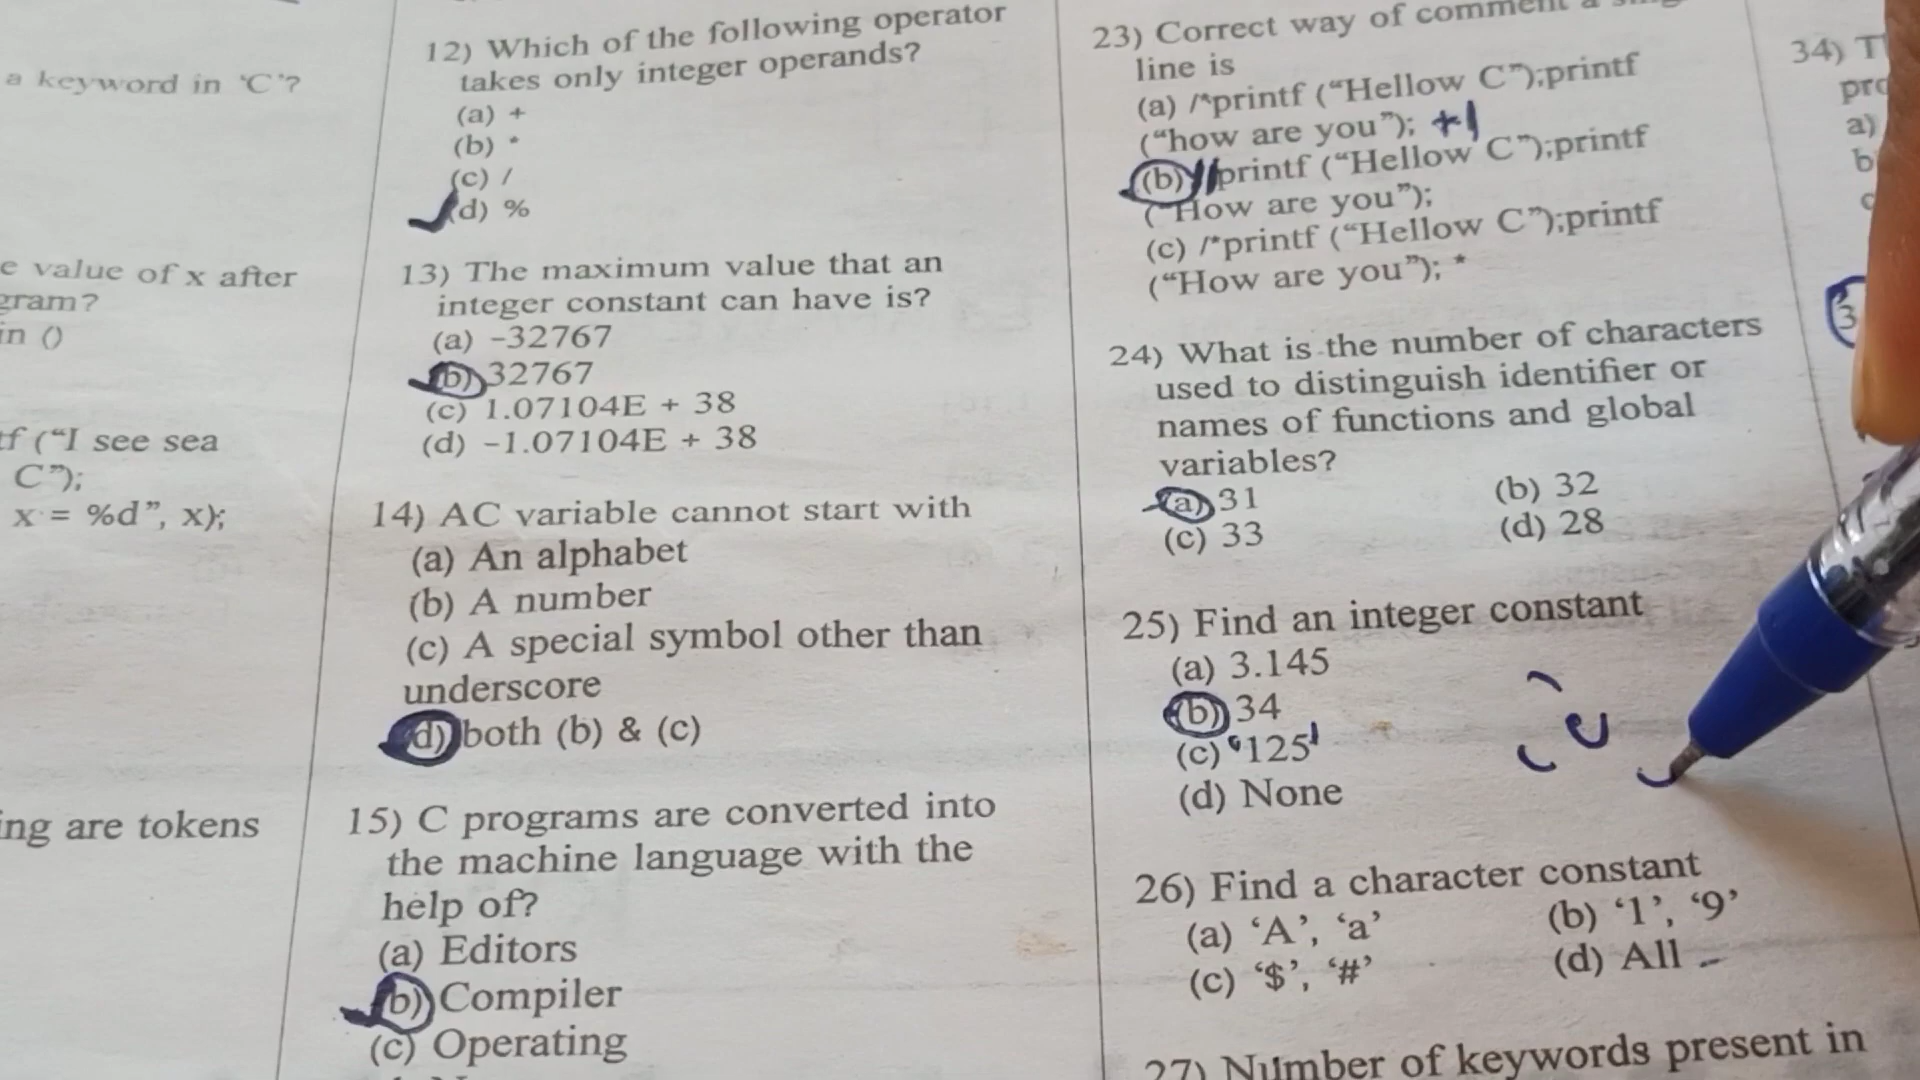 a keyword in 'C'?
e value of x after
gram?
in ()
tf ("I see sea
C");
x = %d", x);
ing are tokens
12) Which of the following operator
takes only integer operands?
(a) +
(b) *
(c) /
(d) %
13) The maximum value that an
integer constant can have is?
(a) -32767
(b) 32767
(c) 1.07104E + 38
(d) -1.07104E + 38
14) AC variable cannot start with
(a) An alphabet
(b) A number
(c) A special symbol other than
underscore
(d) both (b) & (c)
15) C programs are converted into
the machine language with the
help of?
(a) Editors
(b) Compiler
(c) Operating
23) Correct way of comment a
line is
(a) /*printf ("Hellow C");printf
("how are you"); +1
(b) //printf ("Hellow C");printf
("How are you");
(c) /*printf ("Hellow C");printf
("How are you"); *
24) What is the number of characters
used to distinguish identifier or
names of functions and global
variables?
(a) 31 (b) 32
(c) 33 (d) 28
25) Find an integer constant
(a) 3.145
(b) 34
(c) '125'
(d) None
26) Find a character constant
(a) 'A', 'a' (b) '1', '9'
(c) '$', '#' (d) All
27) Number of keywords present in
34) T
pro
a)
b
c
3